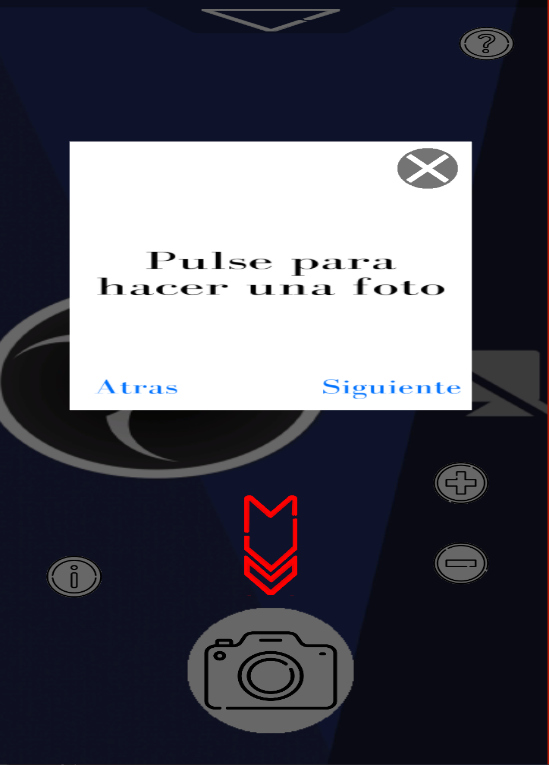 ?
Pulse para
hacer una foto
Atras Siguiente
i